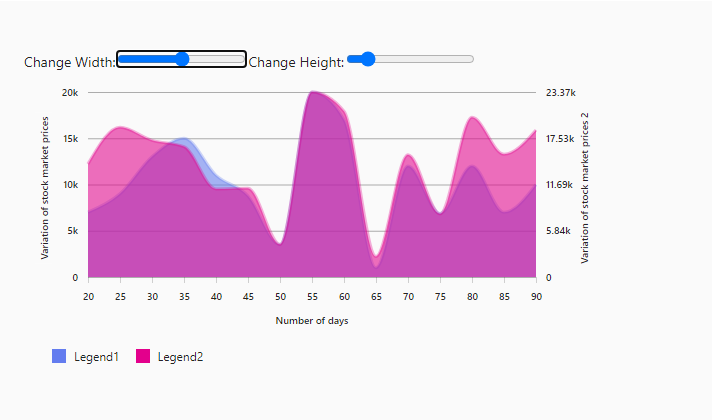 Change Width: Change Height:
20k 23.37k
15k 17.53k
10k 11.69k
5k 5.84k
0 0
Variation of stock market prices
Variation of stock market prices 2
20 25 30 35 40 45 50 55 60 65 70 75 80 85 90
Number of days
Legend1 Legend2